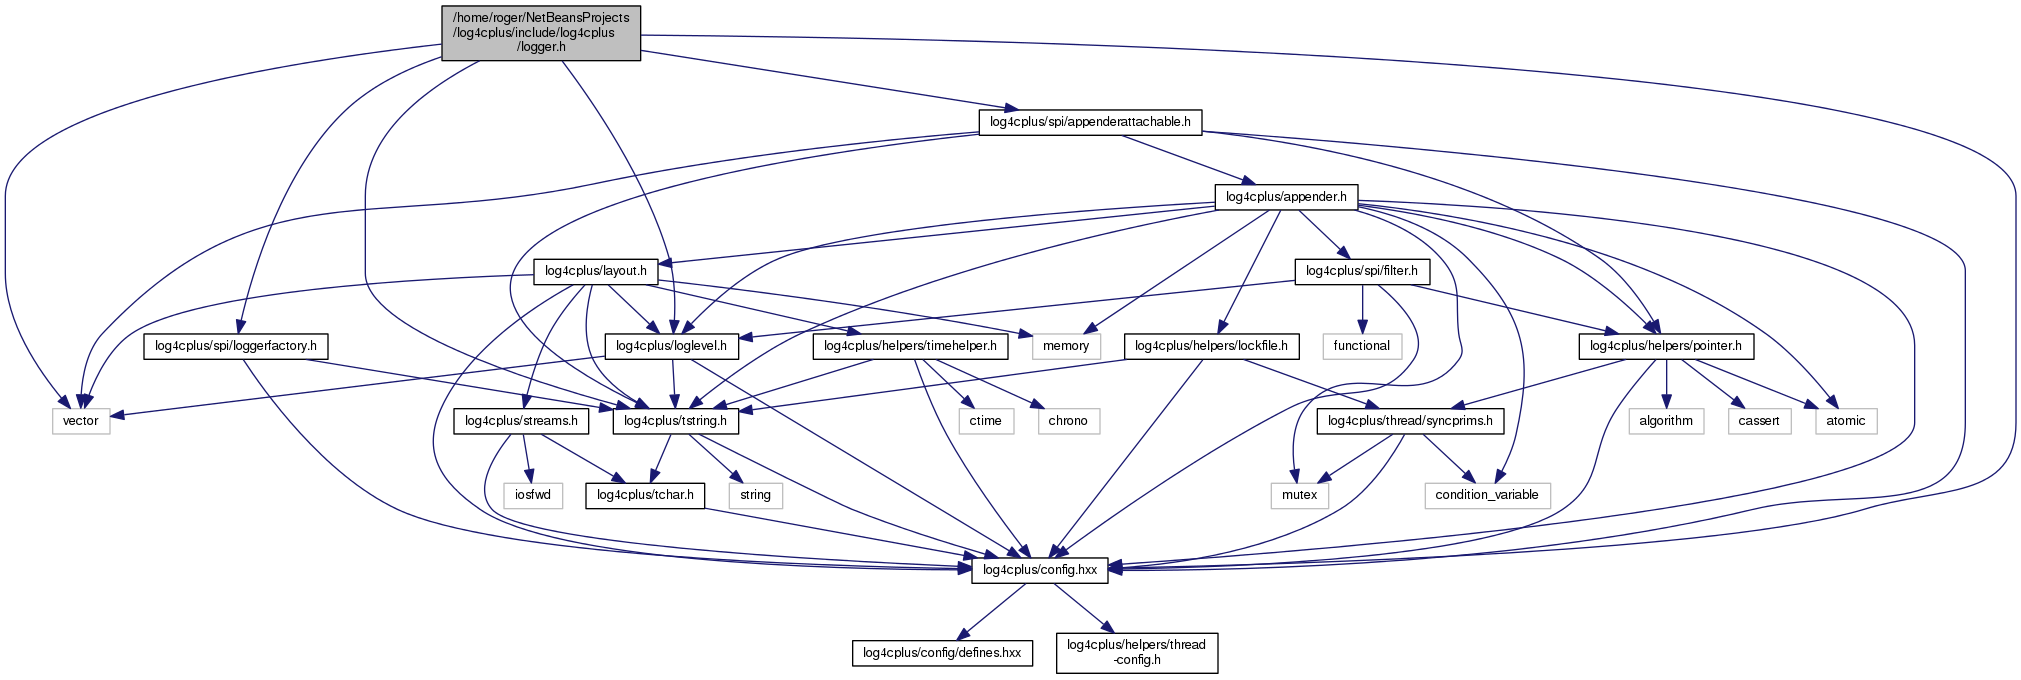 /home/roger/NetBeansProjects
/log4cplus/include/log4cplus
/logger.h
log4cplus/spi/appenderattachable.h
log4cplus/appender.h
log4cplus/layout.h
log4cplus/spi/filter.h
log4cplus/spi/loggerfactory.h
log4cplus/loglevel.h
log4cplus/helpers/timehelper.h
memory
log4cplus/helpers/lockfile.h
functional
log4cplus/helpers/pointer.h
vector
log4cplus/streams.h
log4cplus/tstring.h
ctime
chrono
log4cplus/thread/syncprims.h
algorithm
cassert
atomic
iosfwd
log4cplus/tchar.h
string
mutex
condition_variable
log4cplus/config.hxx
log4cplus/config/defines.hxx
log4cplus/helpers/thread
-config.h